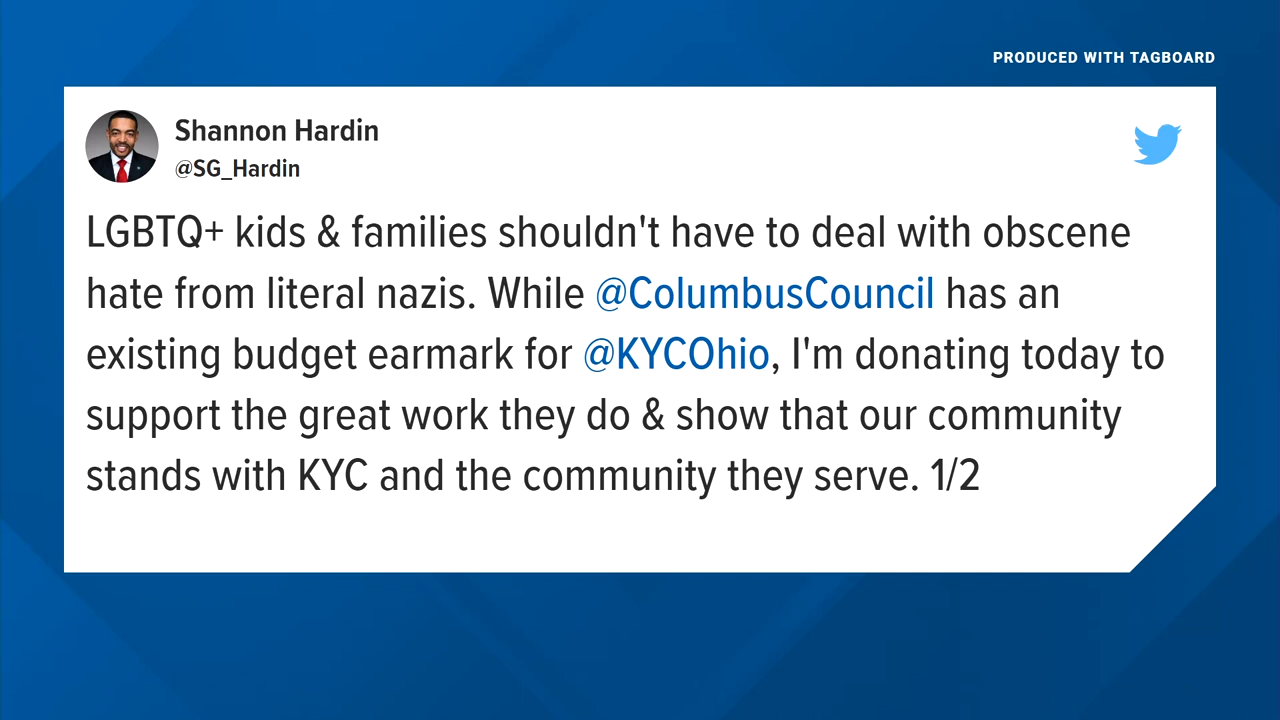 PRODUCED WITH TAGBOARD
Shannon Hardin
@SG_Hardin
LGBTQ+ kids & families shouldn't have to deal with obscene
hate from literal nazis. While @ColumbusCouncil has an
existing budget earmark for @KYCOhio, I'm donating today to
support the great work they do & show that our community
stands with KYC and the community they serve. 1/2